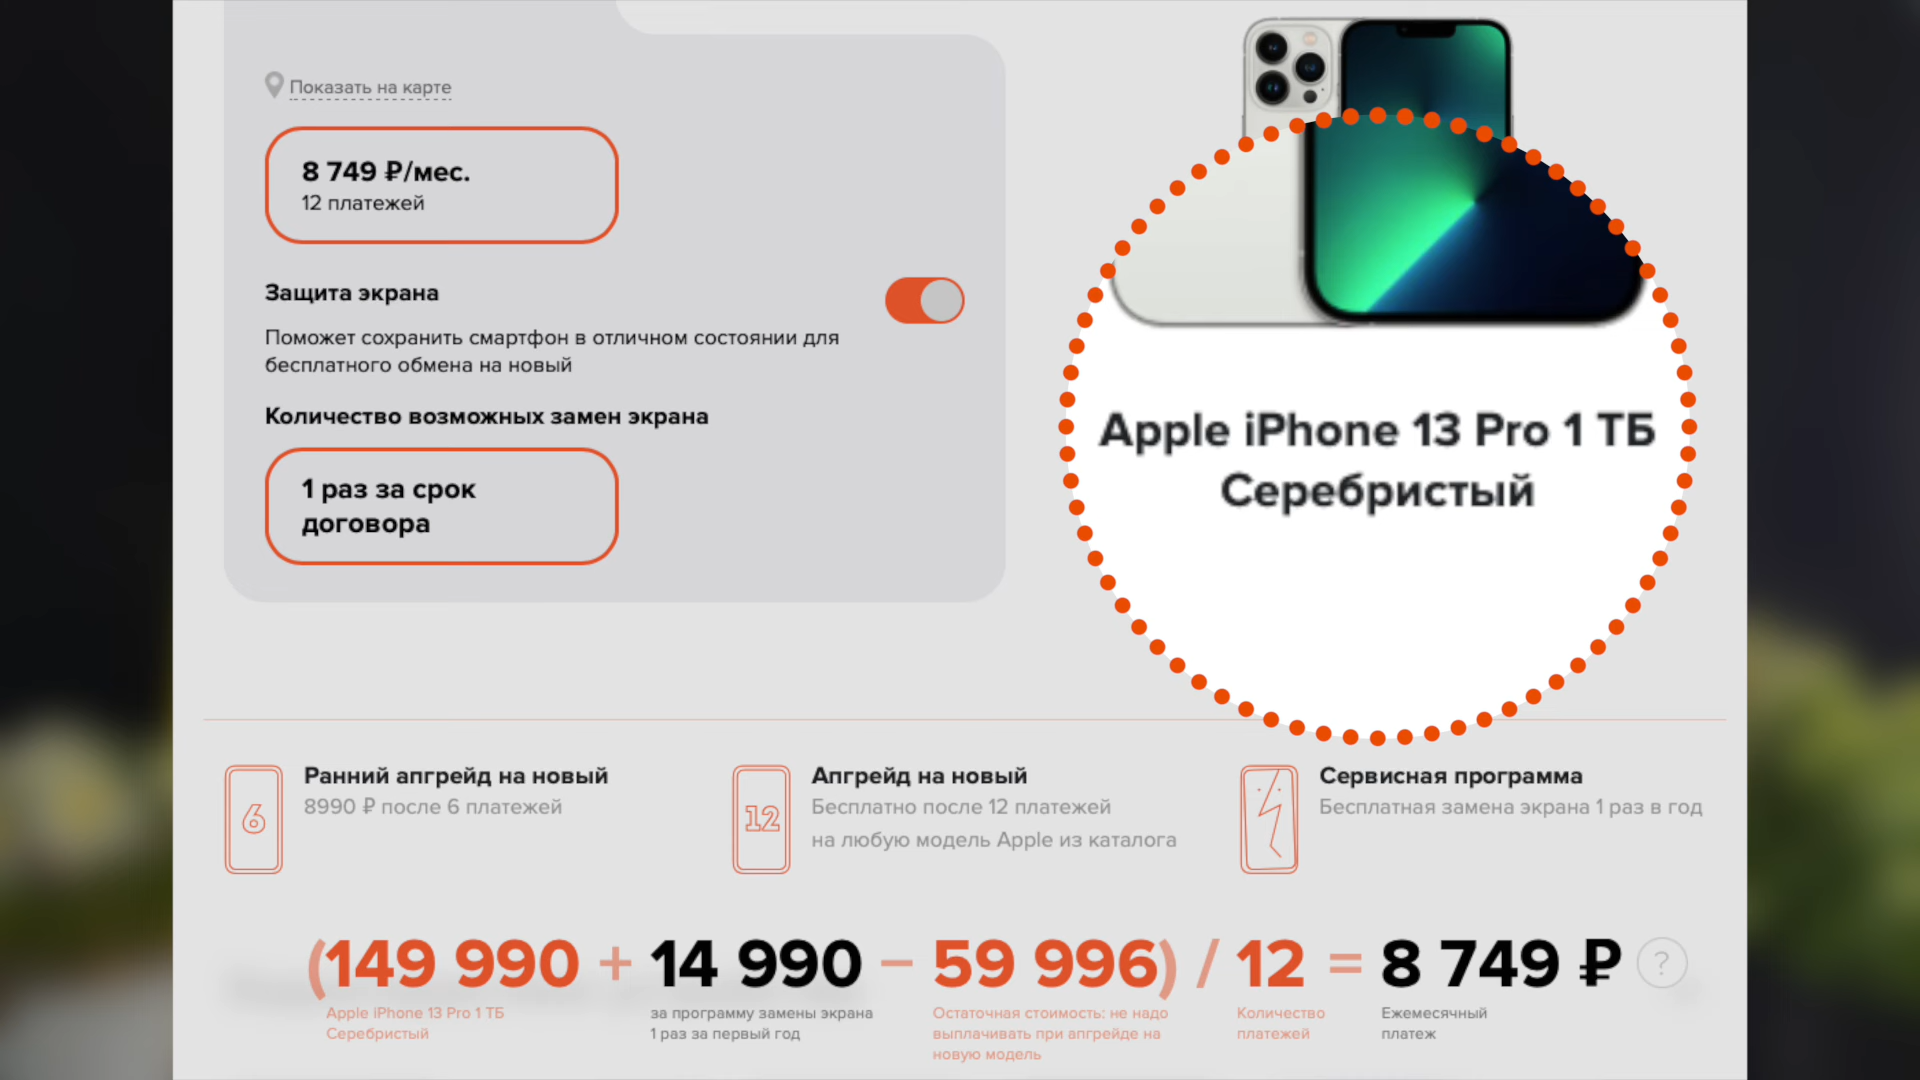 Показать на карте
8 749 ₽/мес.
12 платежей
Защита экрана
Поможет сохранить смартфон в отличном состоянии для
бесплатного обмена на новый
Количество возможных замен экрана
1 раз за срок
договора
Apple iPhone 13 Pro 1 ТБ
Серебристый
6
Ранний апгрейд на новый
8990 ₽ после 6 платежей
12
Апгрейд на новый
Бесплатно после 12 платежей
на любую модель Apple из каталога
Сервисная программа
Бесплатная замена экрана 1 раз в год
(149 990 + 14 990 − 59 996) / 12 = 8 749 ₽ ?
Apple iPhone 13 Pro 1 ТБ
Серебристый
за программу замены экрана
1 раз за первый год
Остаточная стоимость: не надо
выплачивать при апгрейде на
новую модель
Количество
платежей
Ежемесячный
платеж